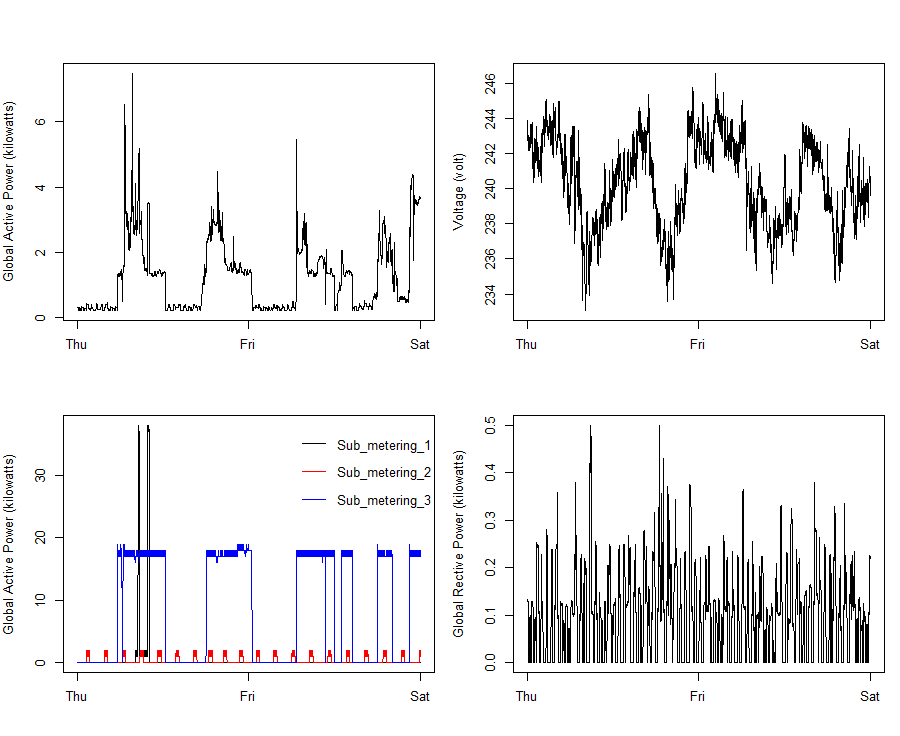 Global Active Power (kilowatts)
6
4
2
0
Thu
Fri
Sat
Voltage (volt)
246
244
242
240
238
236
234
Thu
Fri
Sat
Global Active Power (kilowatts)
30
20
10
0
Sub_metering_1
Sub_metering_2
Sub_metering_3
Thu
Fri
Sat
Global Rective Power (kilowatts)
0.5
0.4
0.3
0.2
0.1
0.0
Thu
Fri
Sat